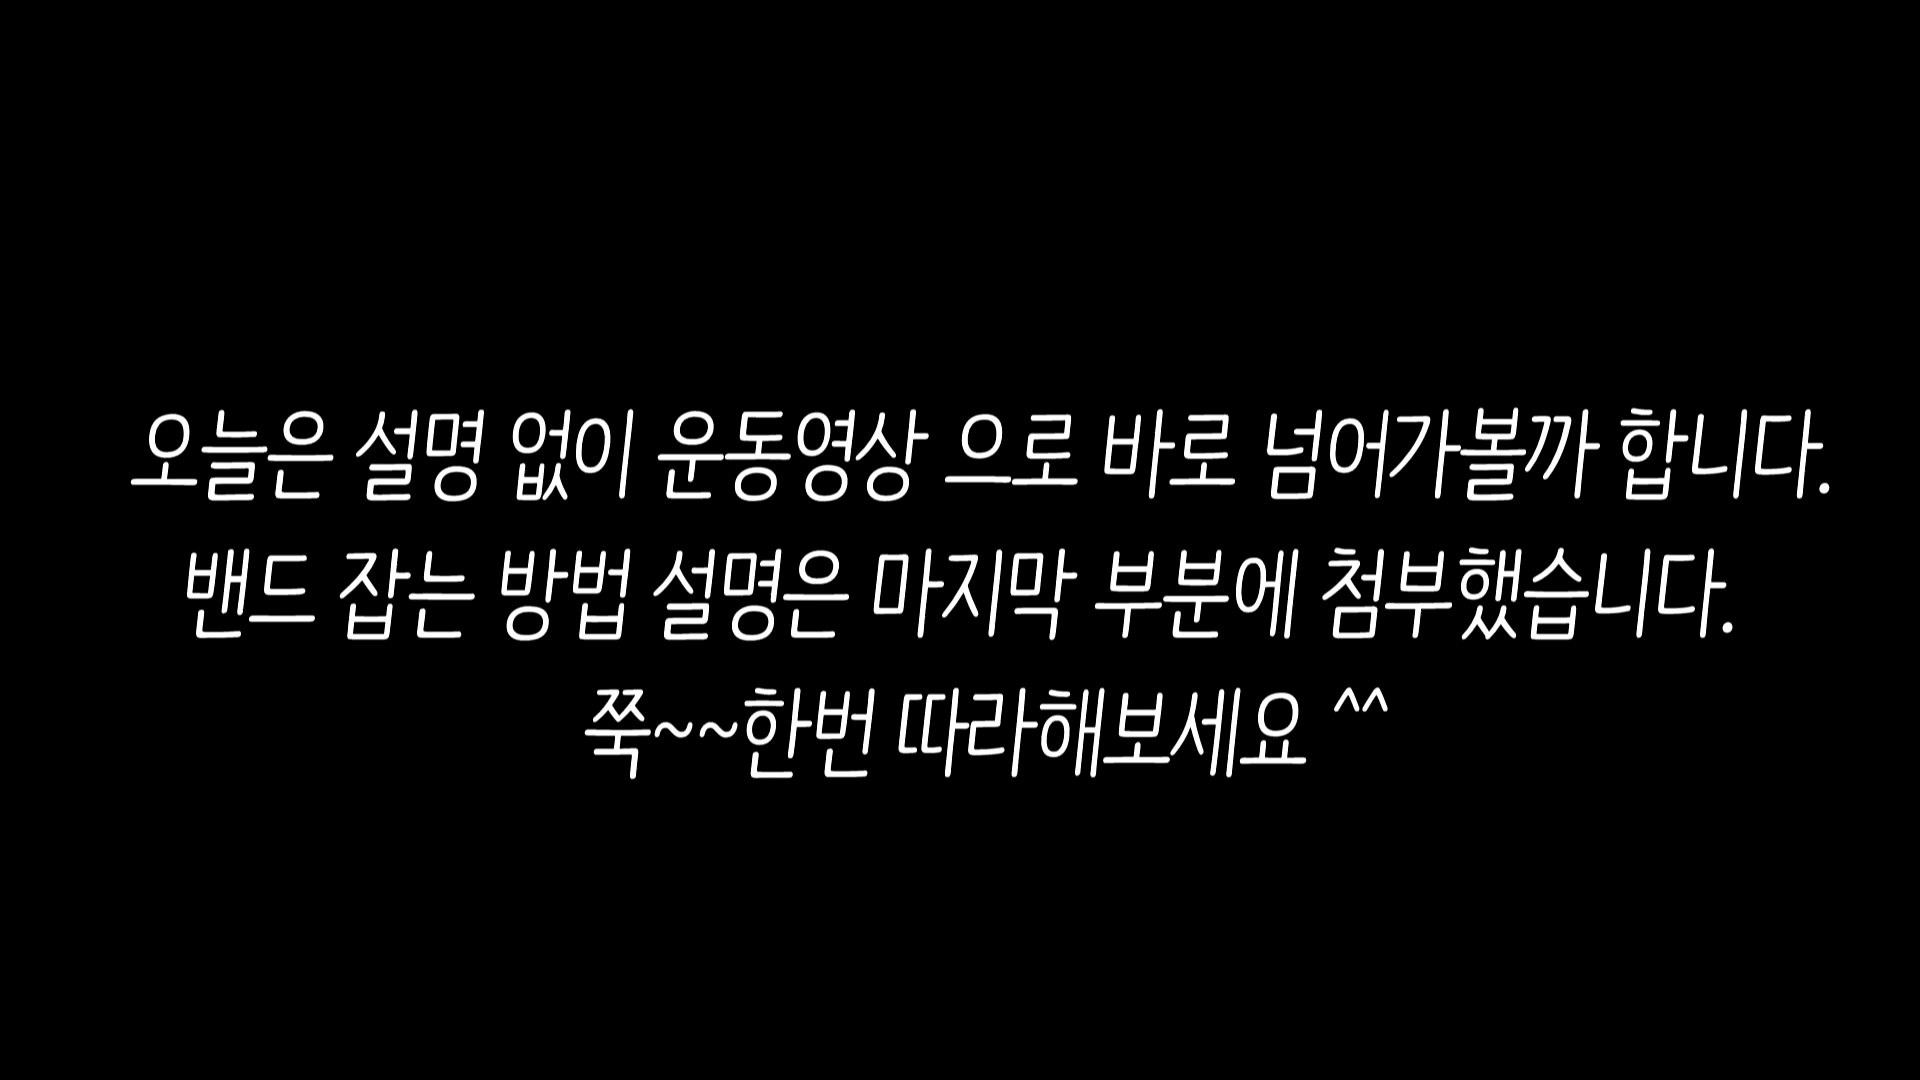 오늘은 설명 없이 운동영상 으로 바로 넘어가볼까 합니다.
밴드 잡는 방법 설명은 마지막 부분에 첨부했습니다.
쭉~~한번 따라해보세요 ^^